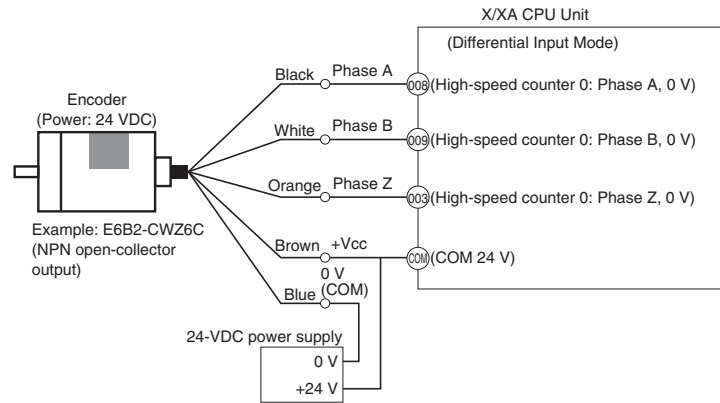 X/XA CPU Unit
(Differential Input Mode)
Black Phase A
008 (High-speed counter 0: Phase A, 0 V)
Encoder
(Power: 24 VDC)
White Phase B
009 (High-speed counter 0: Phase B, 0 V)
Orange Phase Z
003 (High-speed counter 0: Phase Z, 0 V)
Example: E6B2-CWZ6C
(NPN open-collector
output)
Brown +Vcc
COM (COM 24 V)
0 V
(COM)
Blue
24-VDC power supply
0 V
+24 V